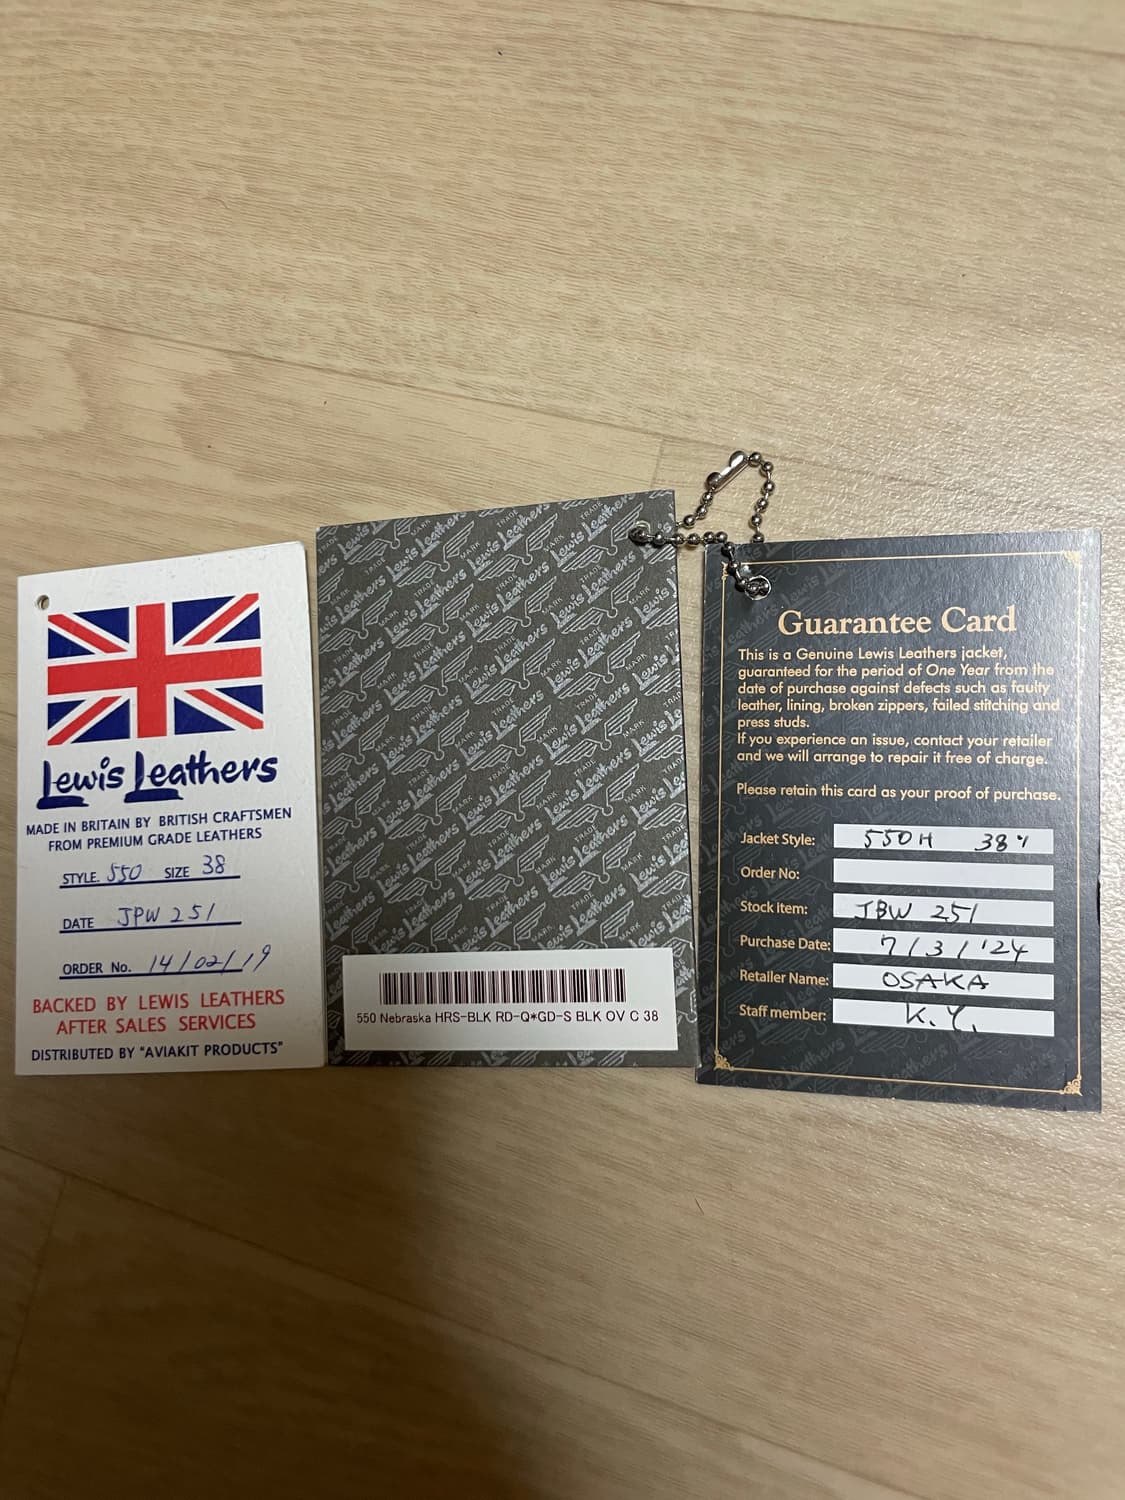 Lewis Leathers
MADE IN BRITAIN BY BRITISH CRAFTSMEN
FROM PREMIUM GRADE LEATHERS
STYLE. 550 SIZE 38
DATE JPW 251
ORDER No. 14/02/19
BACKED BY LEWIS LEATHERS
AFTER SALES SERVICES
DISTRIBUTED BY "AVIAKIT PRODUCTS"
TRADE MARK
Lewis Leathers
550 Nebraska HRS-BLK RD-Q*GD-S BLK OV C 38
Guarantee Card
This is a Genuine Lewis Leathers jacket,
guaranteed for the period of One Year from the
date of purchase against defects such as faulty
leather, lining, broken zippers, failed stitching and
press studs.
If you experience an issue, contact your retailer
and we will arrange to repair it free of charge.
Please retain this card as your proof of purchase.
Jacket Style: 550H 38"
Order No:
Stock item: JBW 251
Purchase Date: 7/3/'24
Retailer Name: OSAKA
Staff member: K.Y.